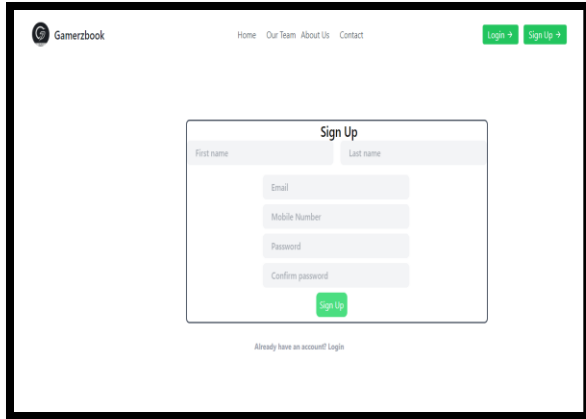 Gamerzbook Home Our Team About Us Contact Login → Sign Up →
Sign Up
First name Last name
Email
Mobile Number
Password
Confirm password
Sign Up
Already have an account? Login